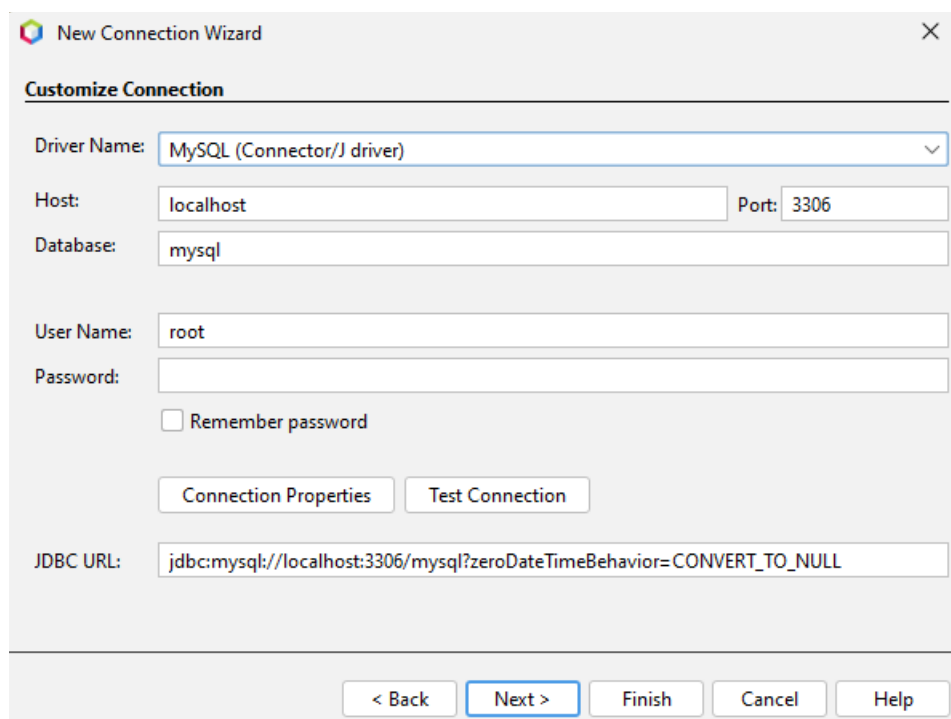 New Connection Wizard
Customize Connection
Driver Name: MySQL (Connector/J driver)
Host: localhost Port: 3306
Database: mysql
User Name: root
Password:
Remember password
Connection Properties Test Connection
JDBC URL: jdbc:mysql://localhost:3306/mysql?zeroDateTimeBehavior=CONVERT_TO_NULL
< Back Next > Finish Cancel Help